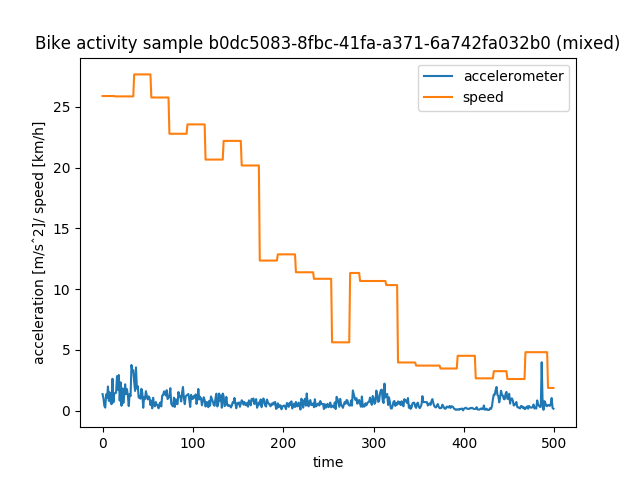 Bike activity sample b0dc5083-8fbc-41fa-a371-6a742fa032b0 (mixed)
accelerometer
speed
acceleration [m/s^2]/ speed [km/h]
25
20
15
10
5
0
0 100 200 300 400 500
time